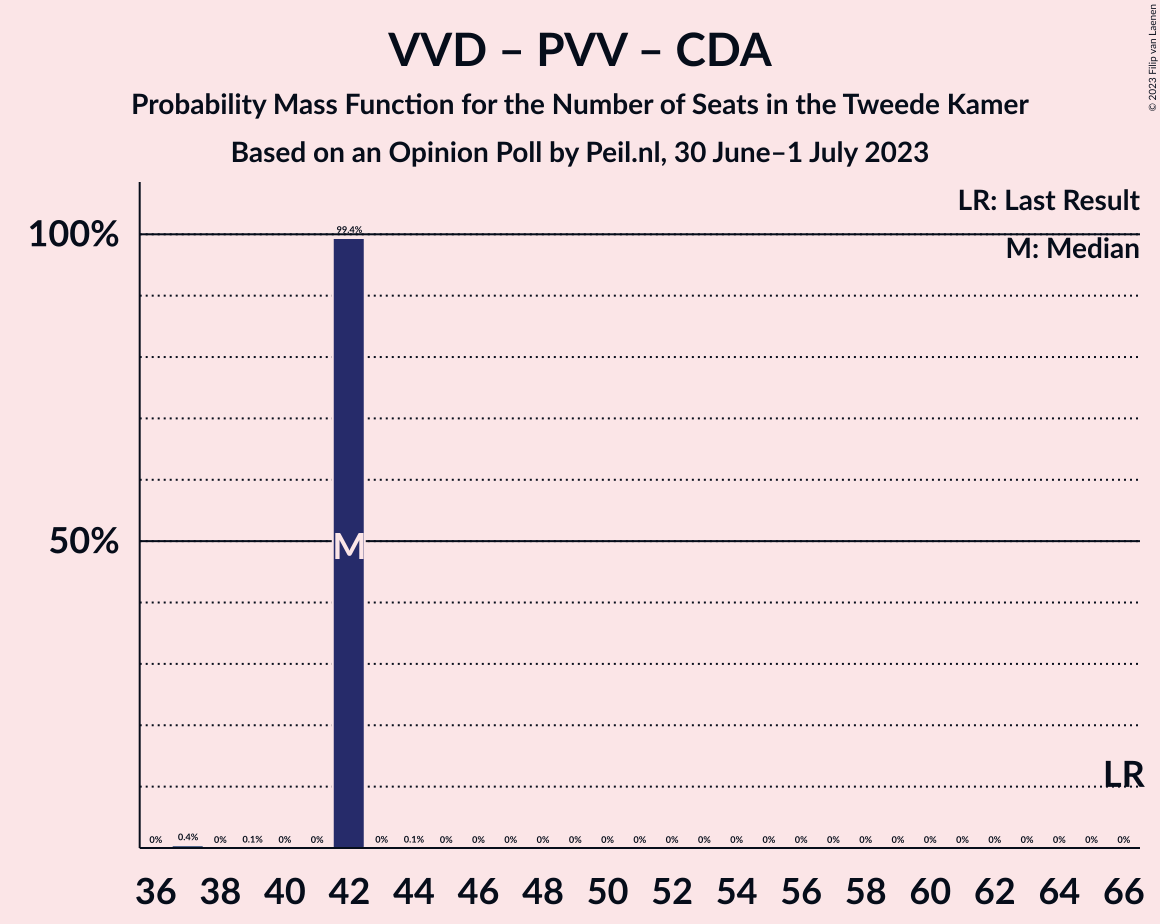 VVD – PVV – CDA
Probability Mass Function for the Number of Seats in the Tweede Kamer
Based on an Opinion Poll by Peil.nl, 30 June–1 July 2023
© 2023 Filip van Laenen
LR: Last Result
M: Median
100%
50%
99.4%
M
LR
0% 0.4% 0% 0.1% 0% 0% 0% 0.1% 0% 0% 0% 0% 0% 0% 0% 0% 0% 0% 0% 0% 0% 0% 0% 0% 0% 0% 0% 0% 0% 0%
36 38 40 42 44 46 48 50 52 54 56 58 60 62 64 66